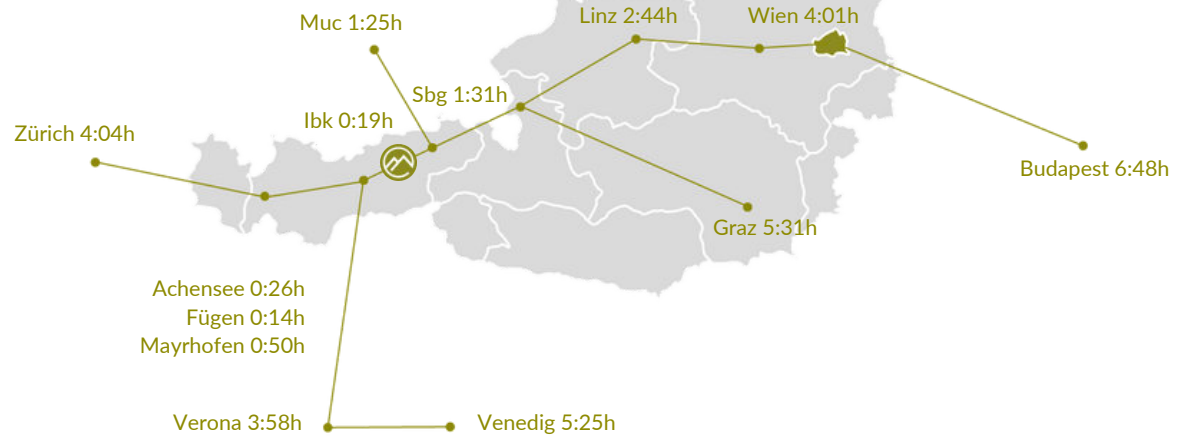 Linz 2:44h
Wien 4:01h
Muc 1:25h
Sbg 1:31h
Ibk 0:19h
Zürich 4:04h
Budapest 6:48h
Graz 5:31h
Achensee 0:26h
Fügen 0:14h
Mayrhofen 0:50h
Verona 3:58h
Venedig 5:25h